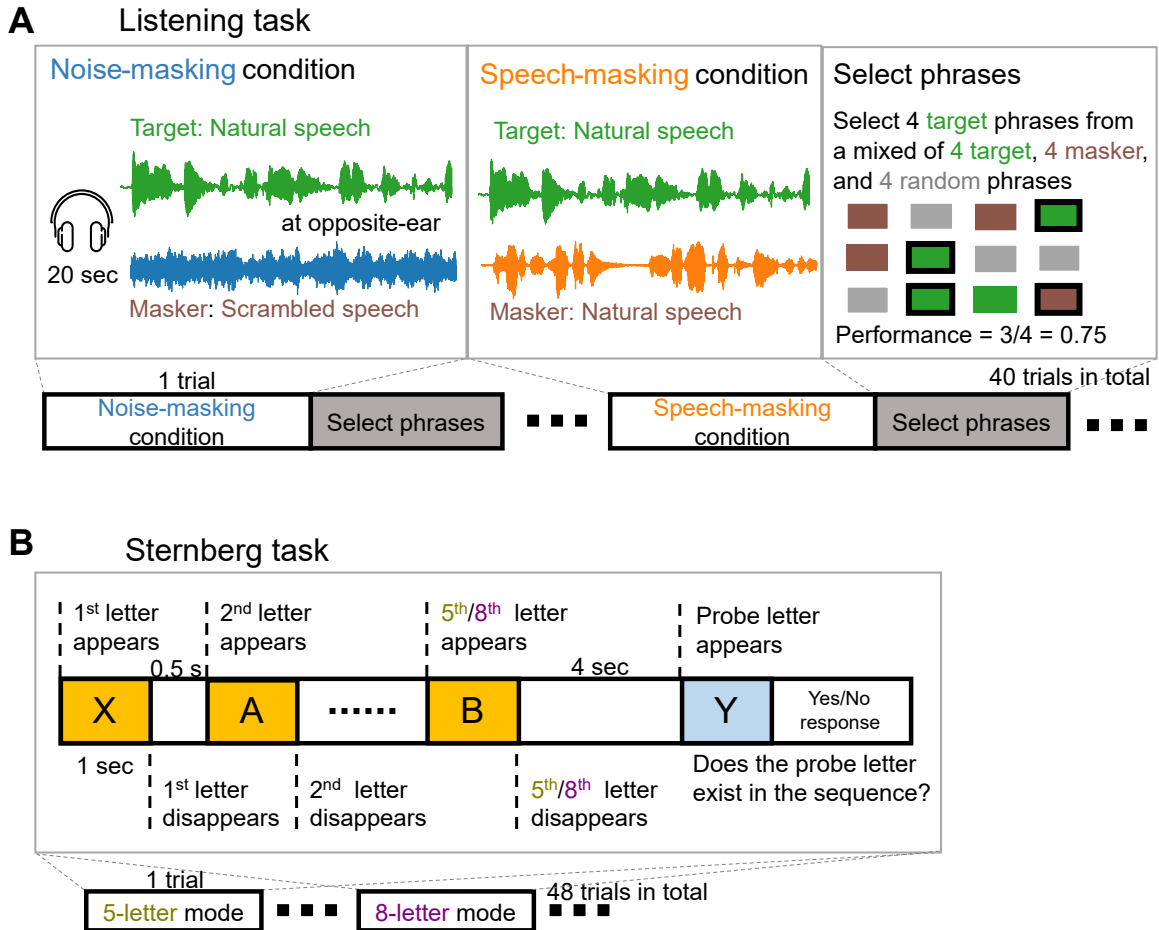 A
Listening task
Noise-masking condition
Target: Natural speech
at opposite-ear
20 sec
Masker: Scrambled speech
Speech-masking condition
Target: Natural speech
Masker: Natural speech
Select phrases
Select 4 target phrases from
a mixed of 4 target, 4 masker,
and 4 random phrases
Performance = 3/4 = 0.75
1 trial
40 trials in total
Noise-masking
condition
Select phrases
Speech-masking
condition
Select phrases
B
Sternberg task
1st letter
appears
2nd letter
appears
5th/8th letter
appears
Probe letter
appears
0.5 s
4 sec
X
A
B
Y
Yes/No
response
1 sec
1st letter
disappears
2nd letter
disappears
5th/8th letter
disappears
Does the probe letter
exist in the sequence?
1 trial
48 trials in total
5-letter mode
8-letter mode